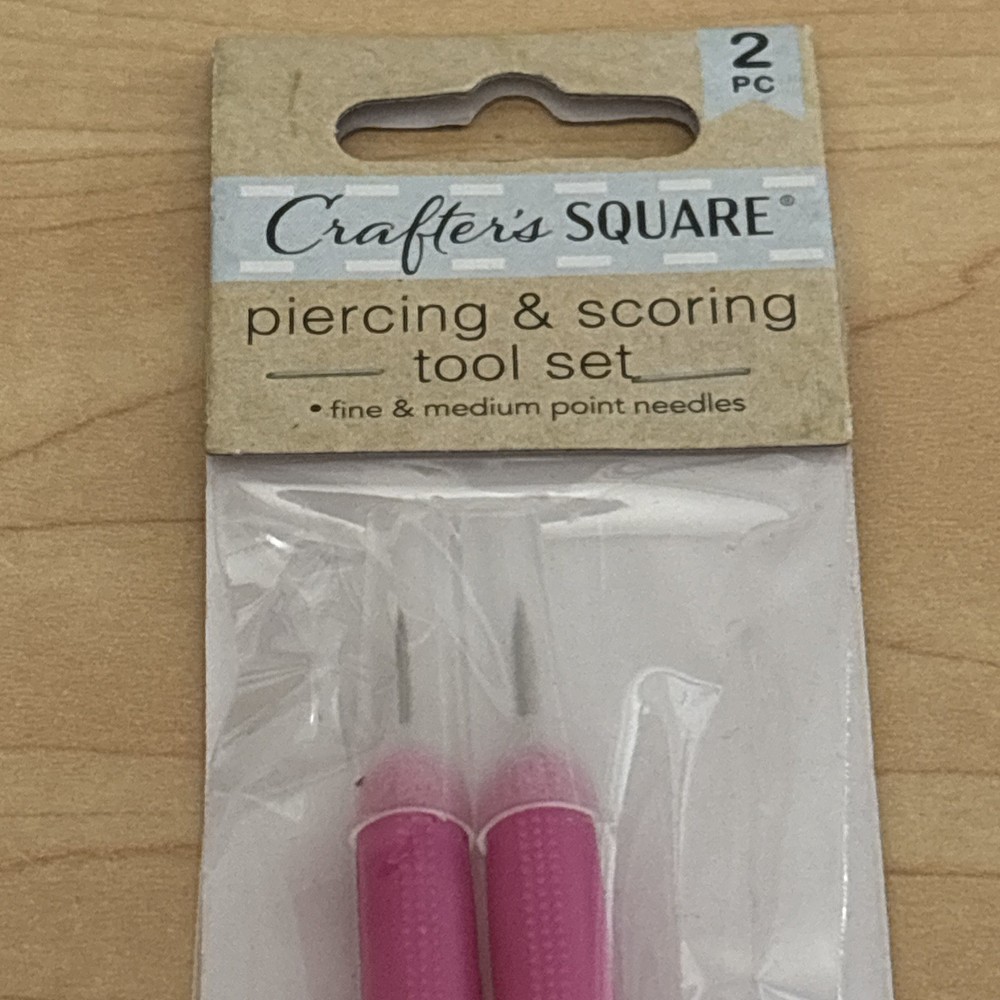 2
PC
Crafter's SQUARE®
piercing & scoring
tool set
• fine & medium point needles